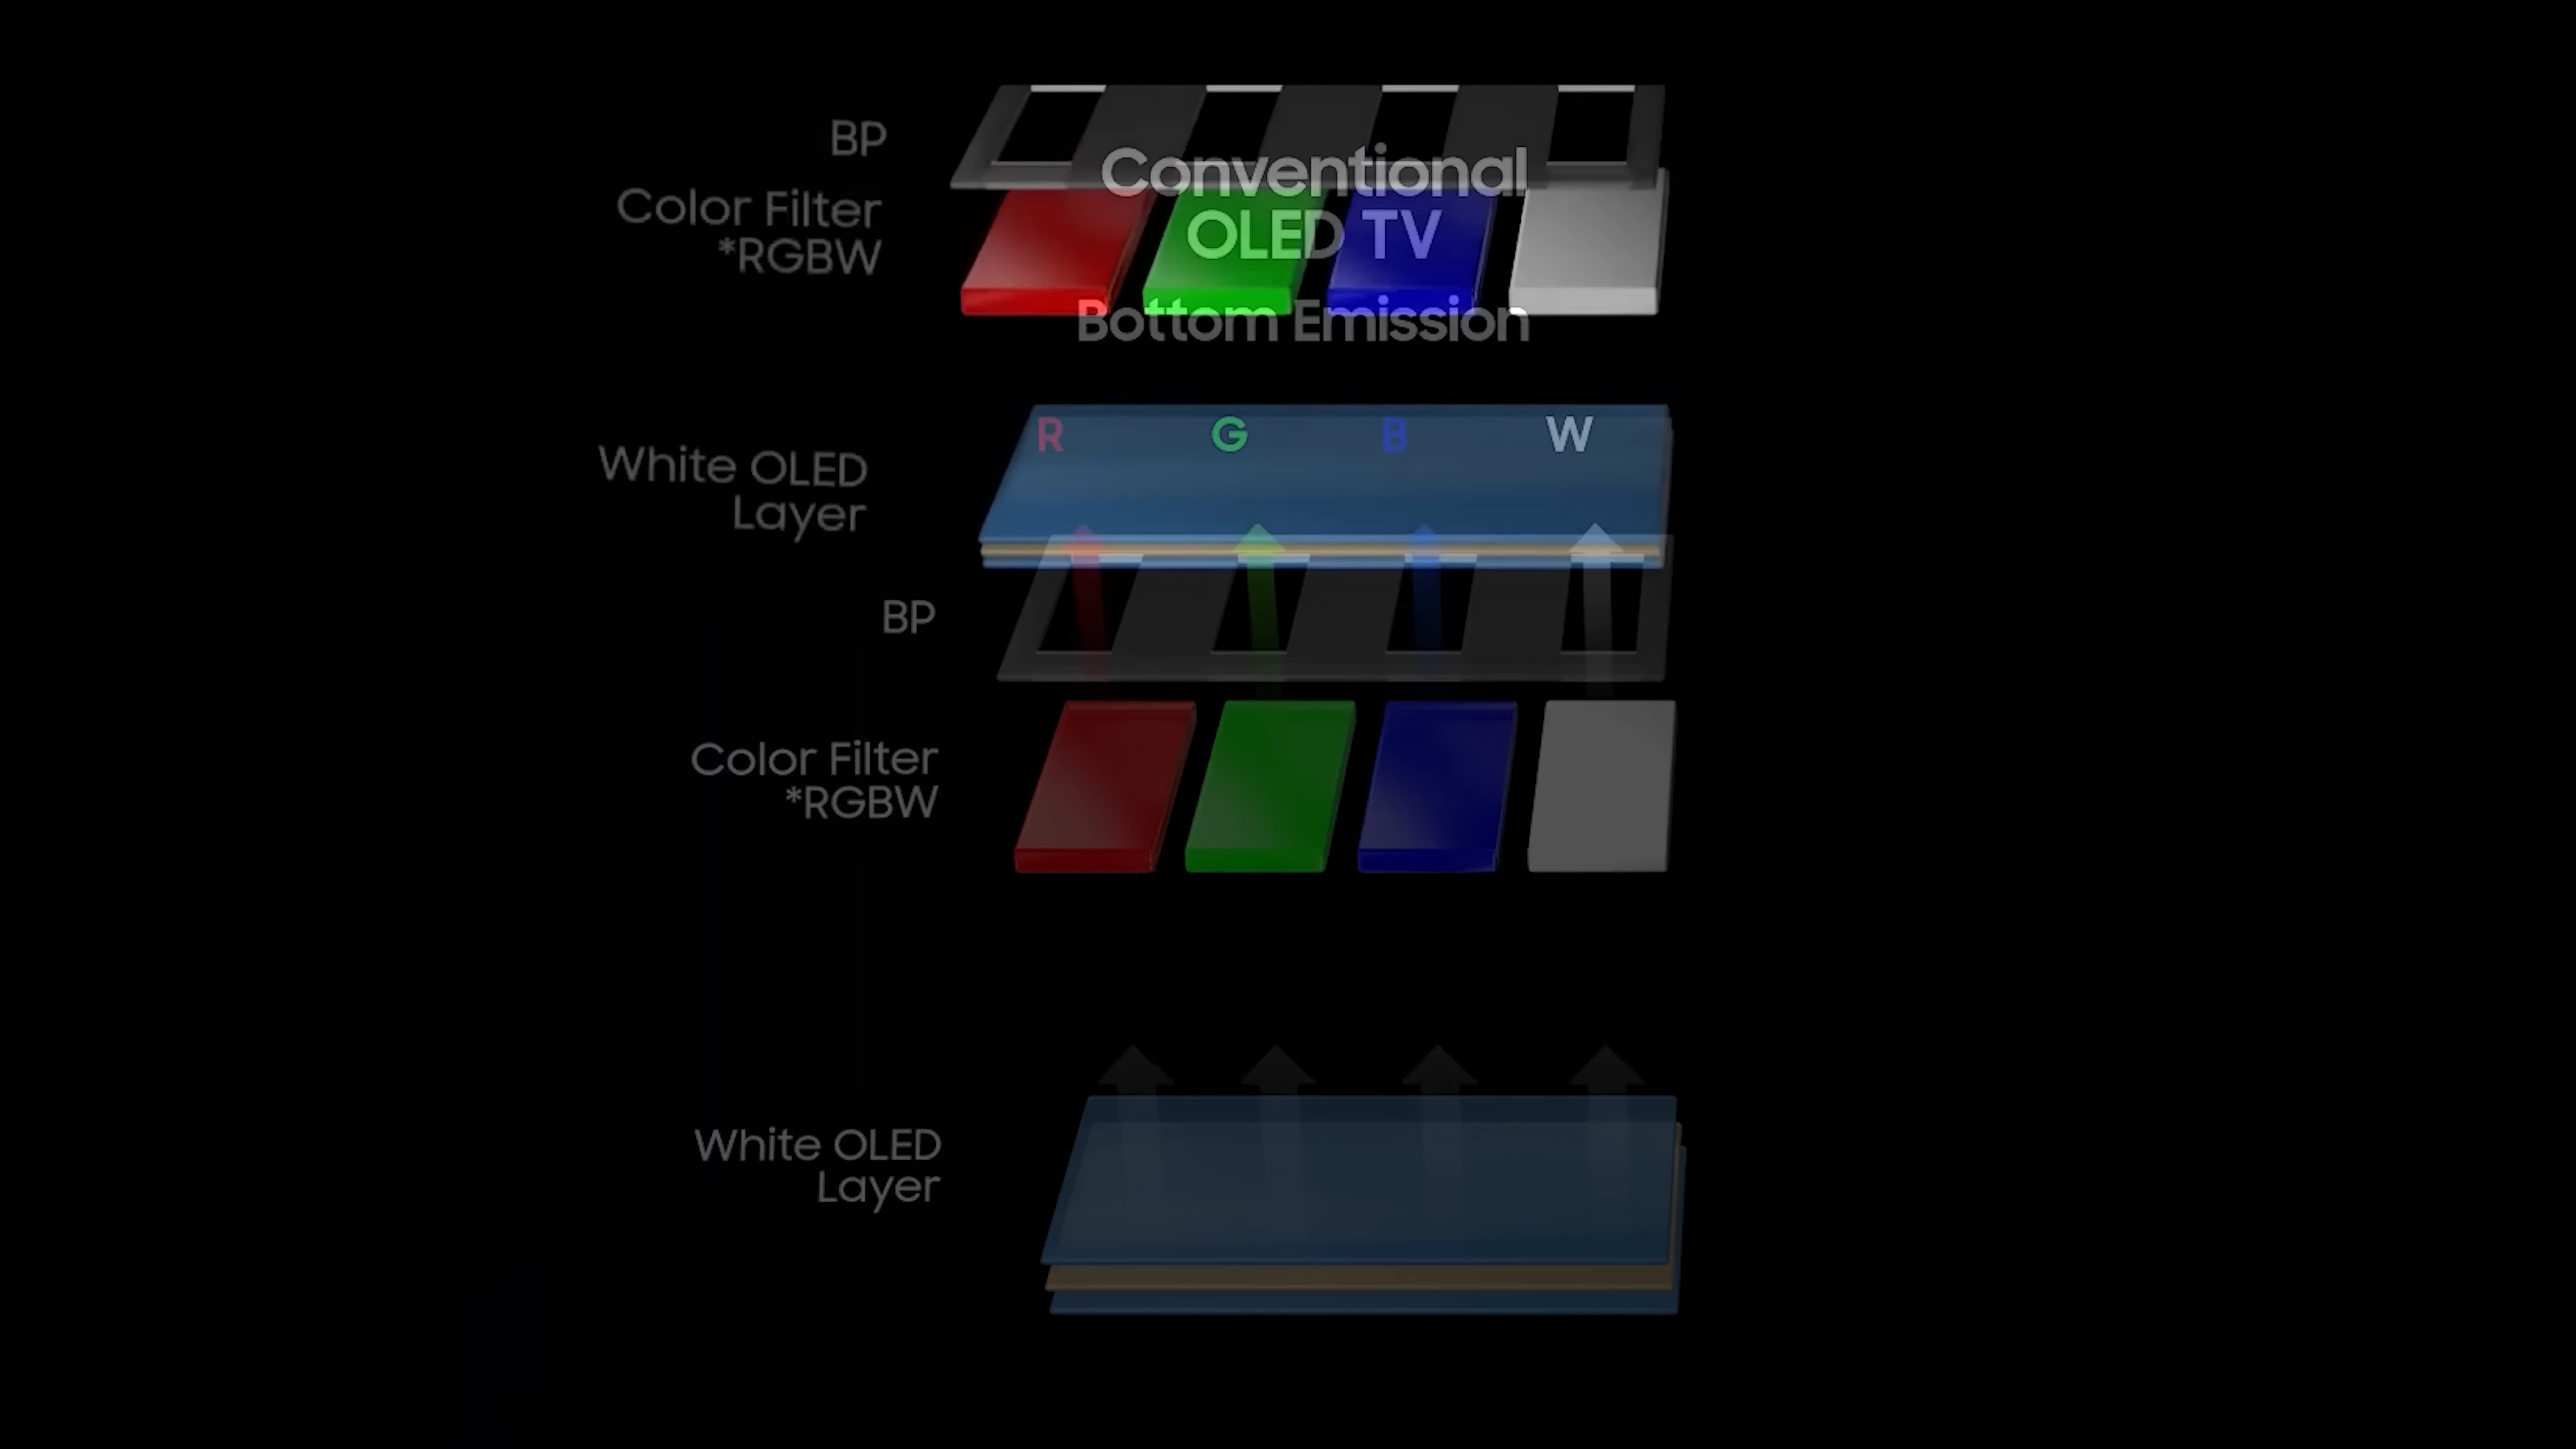 BP
Conventional
OLED TV
Color Filter
*RGBW
Bottom Emission
R G B W
White OLED
Layer
BP
Color Filter
*RGBW
White OLED
Layer